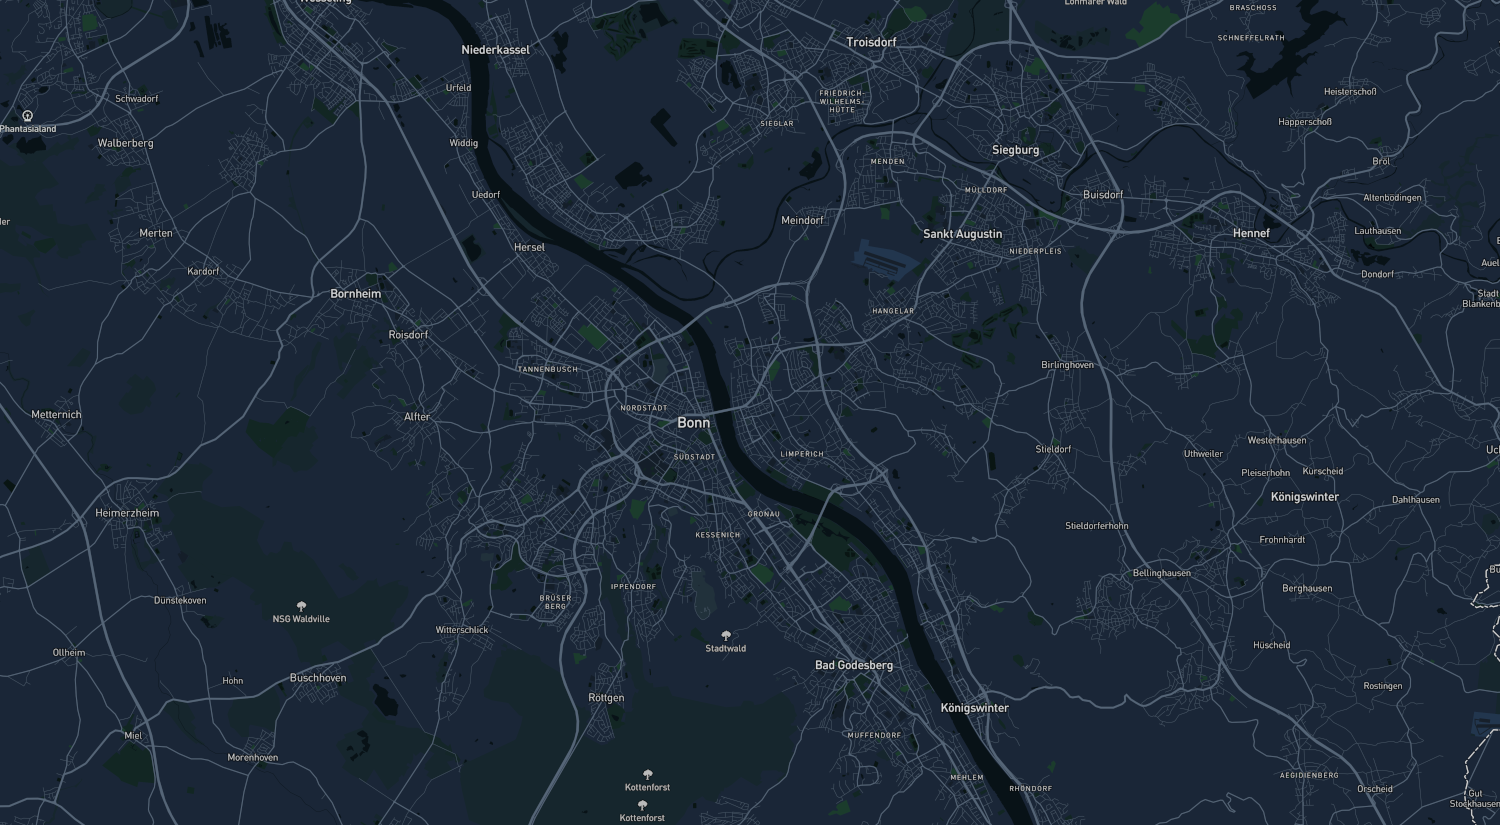 BRASCHOSS
Niederkassel
Troisdorf
SCHNEFFELRATH
Urfeld
Schwadorf
FRIEDRICH-
WILHELMS-
HÜTTE
Heisterschoß
Phantasialand
SIEGLAR
Happerschoß
Walberberg
Widdig
Siegburg
MENDEN
Bröl
Uedorf
MÜLLDORF
Buisdorf
Altenbödingen
Meindorf
Merten
Sankt Augustin
Hennef
Lauthausen
Hersel
NIEDERPLEIS
Kardorf
Dondorf
Bornheim
HANGELAR
Roisdorf
Birlinghoven
TANNENBUSCH
NORDSTADT
Metternich
Alfter
Bonn
Westerhausen
SÜDSTADT
LIMPERICH
Stieldorf
Uthweiler
Pleiserhohn
Kurscheid
Königswinter
Dahlhausen
Heimerzheim
GRONAU
Stieldorferhohn
KESSENICH
Frohnhardt
Bellinghausen
IPPENDORF
Berghausen
Dünstekoven
BRÜSER
BERG
NSG Waldville
Witterschlick
Stadtwald
Hüscheid
Ollheim
Bad Godesberg
Hohn
Buschhoven
Rostingen
Röttgen
Königswinter
Miel
MUFFENDORF
Morenhoven
MEHLEM
AEGIDIENBERG
Kottenforst
RHÖNDORF
Orscheid
Gut
Kottenforst